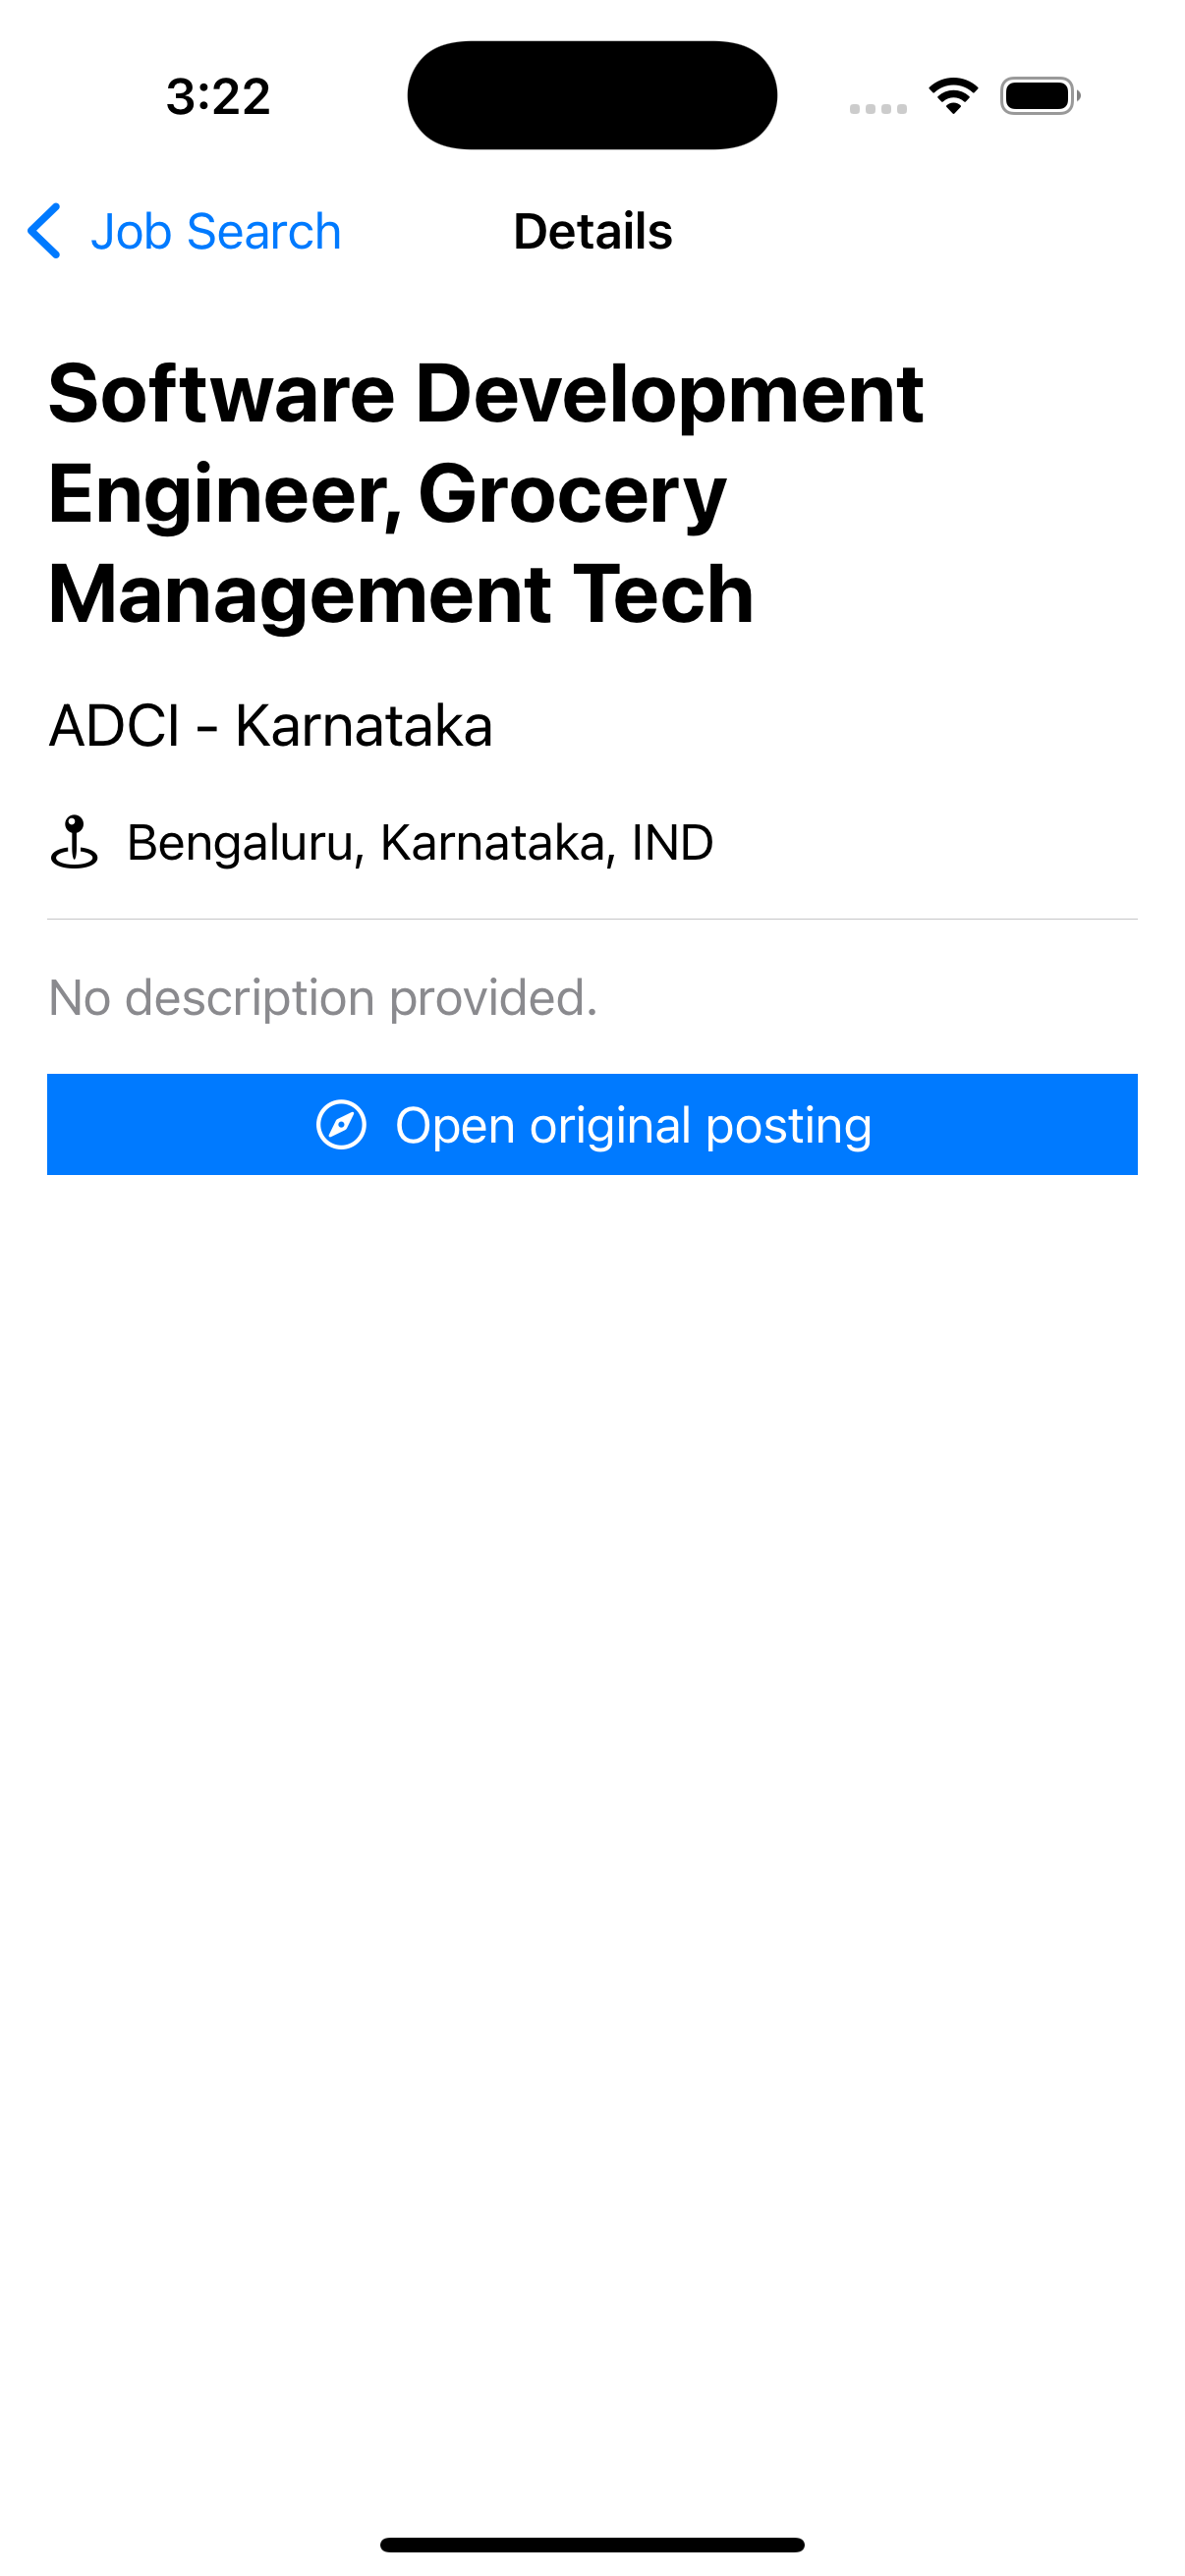 3:22
Job Search
Details
Software Development
Engineer, Grocery
Management Tech
ADCI - Karnataka
Bengaluru, Karnataka, IND
No description provided.
Open original posting